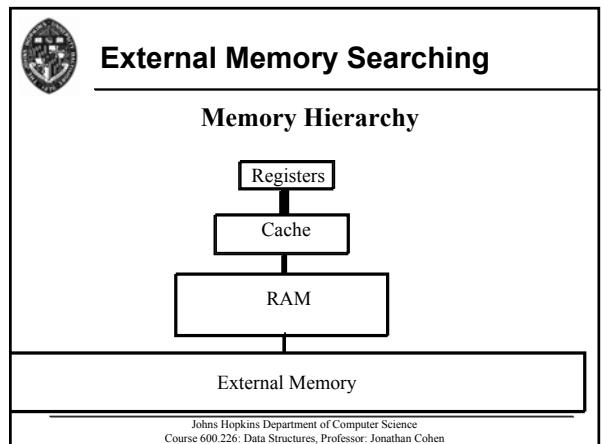 External Memory Searching
Memory Hierarchy
Registers
Cache
RAM
External Memory
Johns Hopkins Department of Computer Science
Course 600.226: Data Structures, Professor: Jonathan Cohen